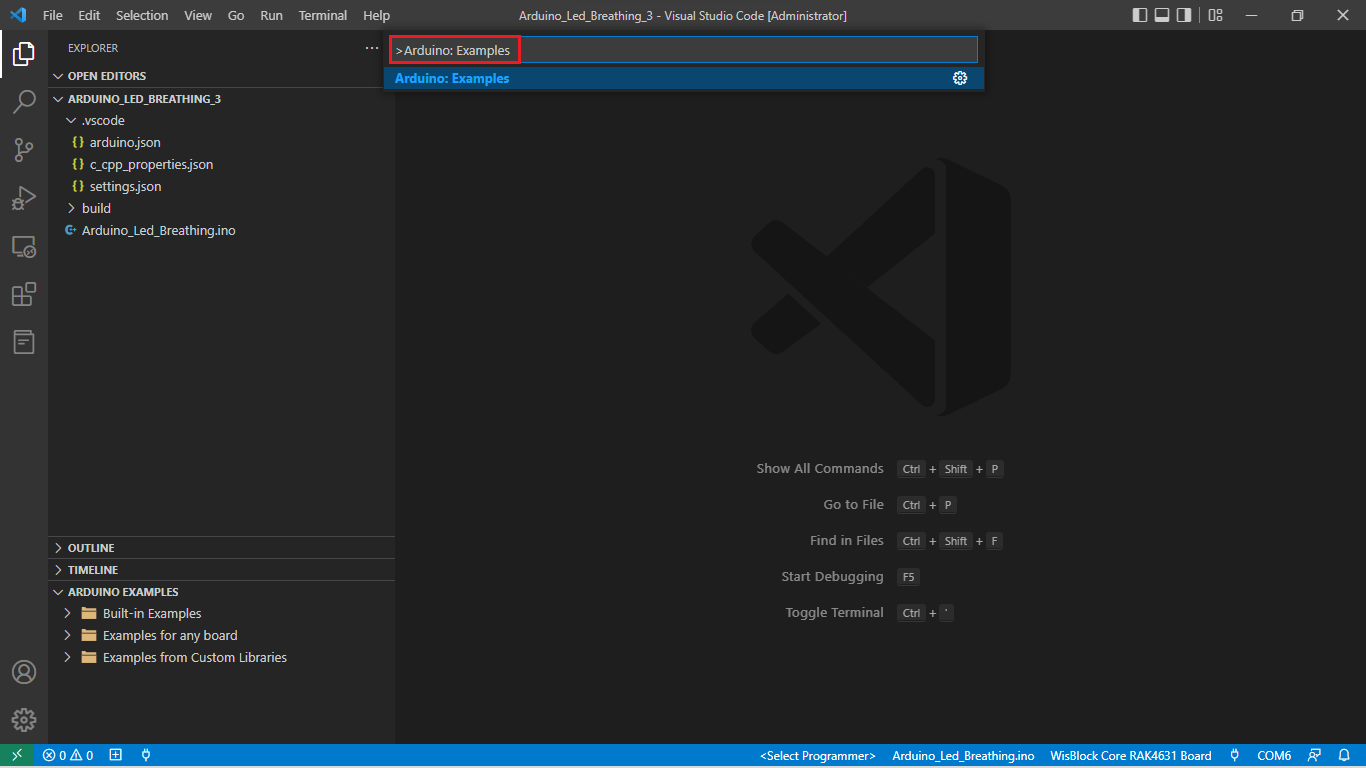 File Edit Selection View Go Run Terminal Help
Arduino_Led_Breathing_3 - Visual Studio Code [Administrator]
EXPLORER
>Arduino: Examples
Arduino: Examples
OPEN EDITORS
ARDUINO_LED_BREATHING_3
.vscode
{} arduino.json
{} c_cpp_properties.json
{} settings.json
build
Arduino_Led_Breathing.ino
Show All Commands Ctrl + Shift + P
Go to File Ctrl + P
Find in Files Ctrl + Shift + F
Start Debugging F5
Toggle Terminal Ctrl + '
OUTLINE
TIMELINE
ARDUINO EXAMPLES
Built-in Examples
Examples for any board
Examples from Custom Libraries
0 0 <Select Programmer> Arduino_Led_Breathing.ino WisBlock Core RAK4631 Board COM6